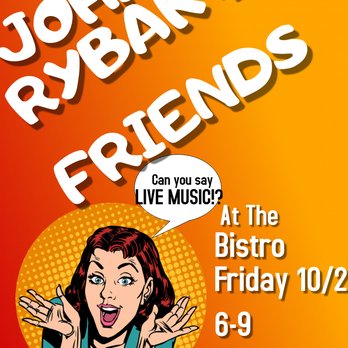 FRIENDS
Can you say
LIVE MUSIC!?
At The
Bistro
Friday 10/2
6-9